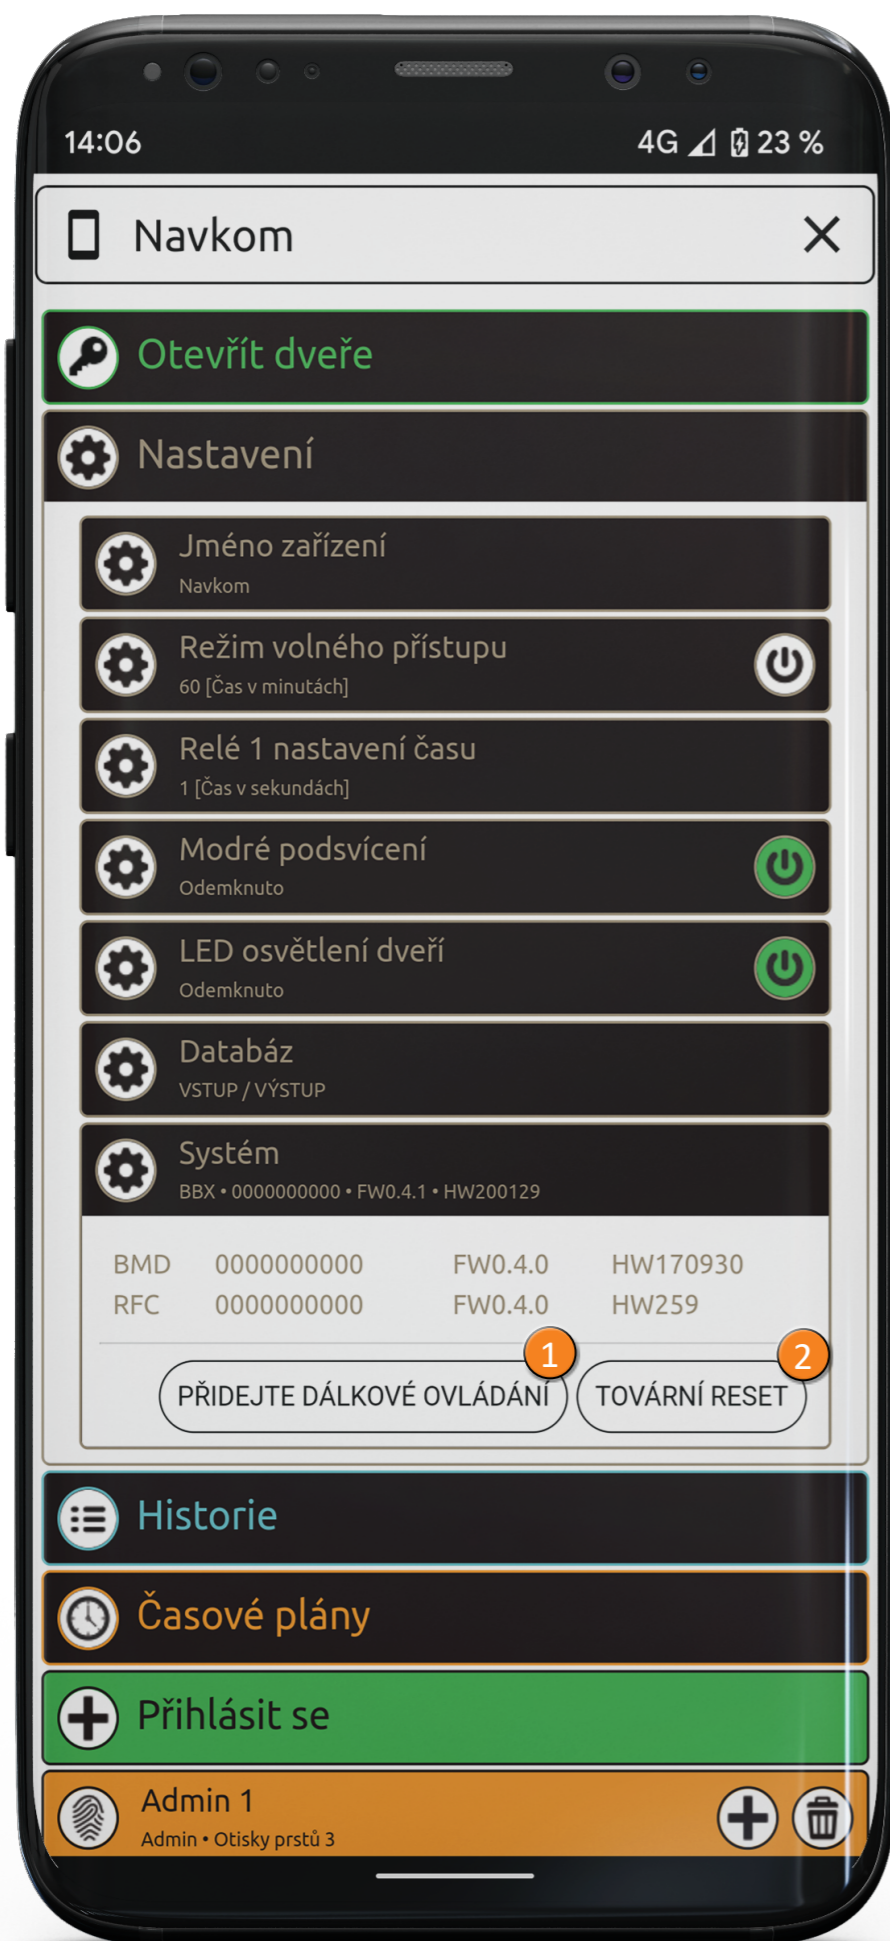 14:06 4G 23 %
Navkom
Otevřít dveře
Nastavení
Jméno zařízení
Navkom
Režim volného přístupu
60 [Čas v minutách]
Relé 1 nastavení času
1 [Čas v sekundách]
Modré podsvícení
Odemknuto
LED osvětlení dveří
Odemknuto
Databáz
VSTUP / VÝSTUP
Systém
BBX • 0000000000 • FW0.4.1 • HW200129
BMD 0000000000 FW0.4.0 HW170930
RFC 0000000000 FW0.4.0 HW259
1 2
PŘIDEJTE DÁLKOVÉ OVLÁDÁNÍ TOVÁRNÍ RESET
Historie
Časové plány
Přihlásit se
Admin 1
Admin • Otisky prstů 3